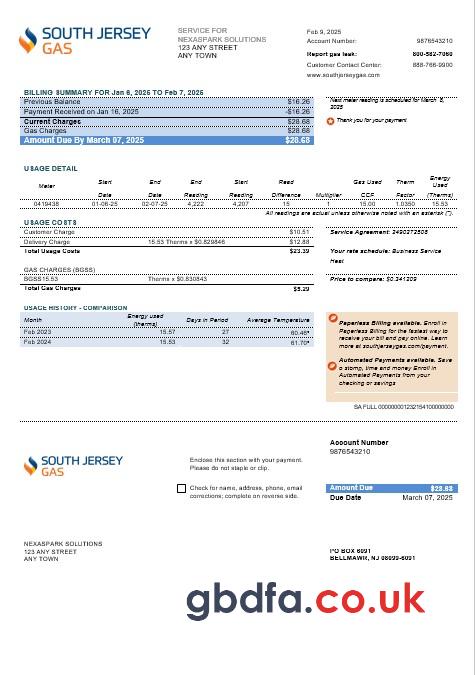 SOUTH JERSEY
GAS
SERVICE FOR
NEXASPARK SOLUTIONS
123 ANY STREET
ANY TOWN
Feb 9, 2025
Account Number: 9876543210
Report gas leak: 800-582-7060
Customer Contact Center: 888-766-9900
www.southjerseygas.com
BILLING SUMMARY FOR Jan 6, 2025 TO Feb 7, 2025
Previous Balance $16.26
Payment Received on Jan 16, 2025 -$16.26
Current Charges $28.68
Gas Charges $28.68
Amount Due By March 07, 2025 $28.68
Next meter reading is scheduled for March 8,
2025
Thank you for your payment
USAGE DETAIL
Meter Start Date End Date End Reading Start Reading Read Difference Multiplier Gas Used CCF Therm Factor Energy Used (Therms)
0419438 01-06-25 02-07-25 4,222 4,207 15 1 15.00 1.0350 15.53
All readings are actual unless otherwise noted with an asterisk (*).
USAGE COSTS
Customer Charge $10.51
Delivery Charge 15.53 Therms x $0.829846 $12.88
Total Usage Costs $23.39
Service Agreement: 2490372505
Your rate schedule: Business Service
Heat
GAS CHARGES (BGSS)
BGSS15.53 Therms x $0.830843
Total Gas Charges $5.29
Price to compare: $0.341209
USAGE HISTORY - COMPARISON
Month Energy used (therms) Days in Period Average Temperature
Feb 2023 15.57 27 60.46*
Feb 2024 15.53 32 61.70*
Paperless Billing available. Enroll in
Paperless Billing for the fastest way to
receive your bill and pay online. Learn
more at southjerseygas.com/payment.
Automated Payments available. Save
a stomp, time and money Enroll in
Automated Payments from your
checking or savings
SA FULL
SOUTH JERSEY
GAS
Enclose this section with your payment.
Please do not staple or clip.
Check for name, address, phone, email
corrections; complete on reverse side.
Account Number
9876543210
Amount Due $28.68
Due Date March 07, 2025
NEXASPARK SOLUTIONS
123 ANY STREET
ANY TOWN
PO BOX 6091
BELLMAWR, NJ 08099-6091
gbdfa.co.uk